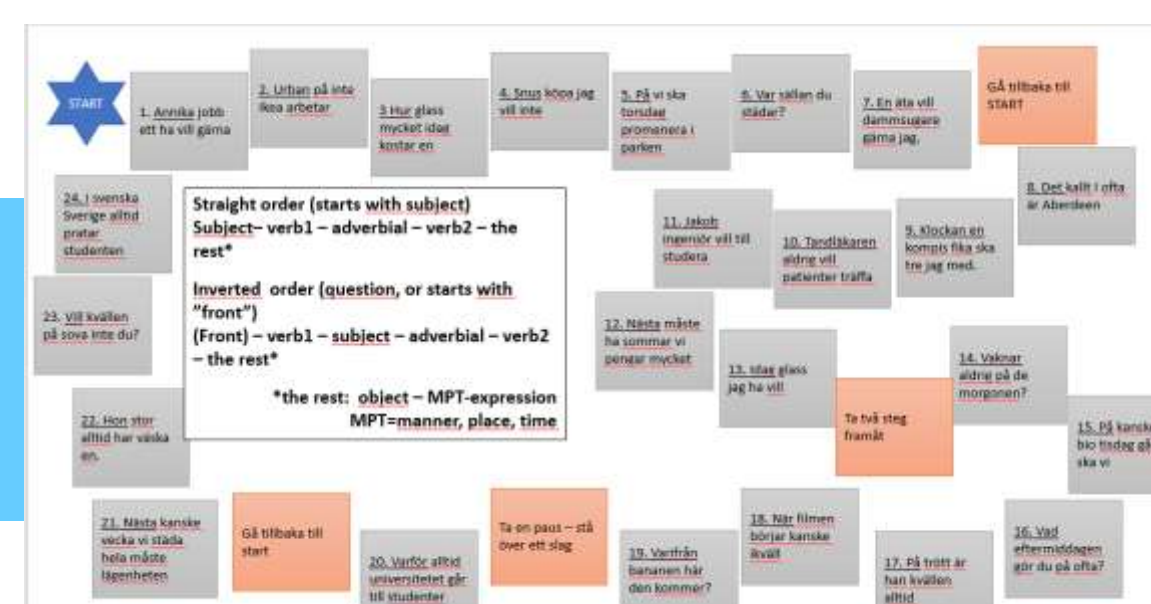 START
1. Annika jobb
ett ha vill gärna
2. Urban på inte
Ikea arbetar
3 Hur glass
mycket idag
kostar en
4. Snus köpa jag
vill inte
5. På vi ska
torsdag
promenera i
parken
6. Var sällan du
städar?
7. En äta vill
dammsugare
gärna jag,
Gå tillbaka till
START
8. Det kallt i ofta
är Aberdeen
9. Klockan en
kompis fika ska
tre jag med.
10. Tandläkaren
aldrig vill
patienter träffa
11. Jakob
ingenjör vill till
studera
12. Nästa måste
ha sommar vi
pengar mycket
13. Idag glass
jag ha vill
Ta två steg
framåt
14. Vaknar
aldrig på de
morgonen?
15. På kanske
bio tisdag gå
ska vi
16. Vad
eftermiddagen
gör du på ofta?
17. På trött är
han kvällen
alltid
18. När filmen
börjar kanske
ikväll
19. Varifrån
bananen här
den kommer?
Ta en paus – stå
över ett slag
20. Varför alltid
universitetet går
till studenter
Gå tillbaka till
start
21. Nästa kanske
vecka vi städa
hela måste
lägenheten
22. Hon stor
alltid har väska
en.
23. Vill kvällen
på sova inte du?
24. I svenska
Sverige alltid
pratar
studenten
Straight order (starts with subject)
Subject– verb1 – adverbial – verb2 – the
rest*
Inverted order (question, or starts with
"front")
(Front) – verb1 – subject – adverbial – verb2
– the rest*
*the rest: object – MPT-expression
MPT=manner, place, time